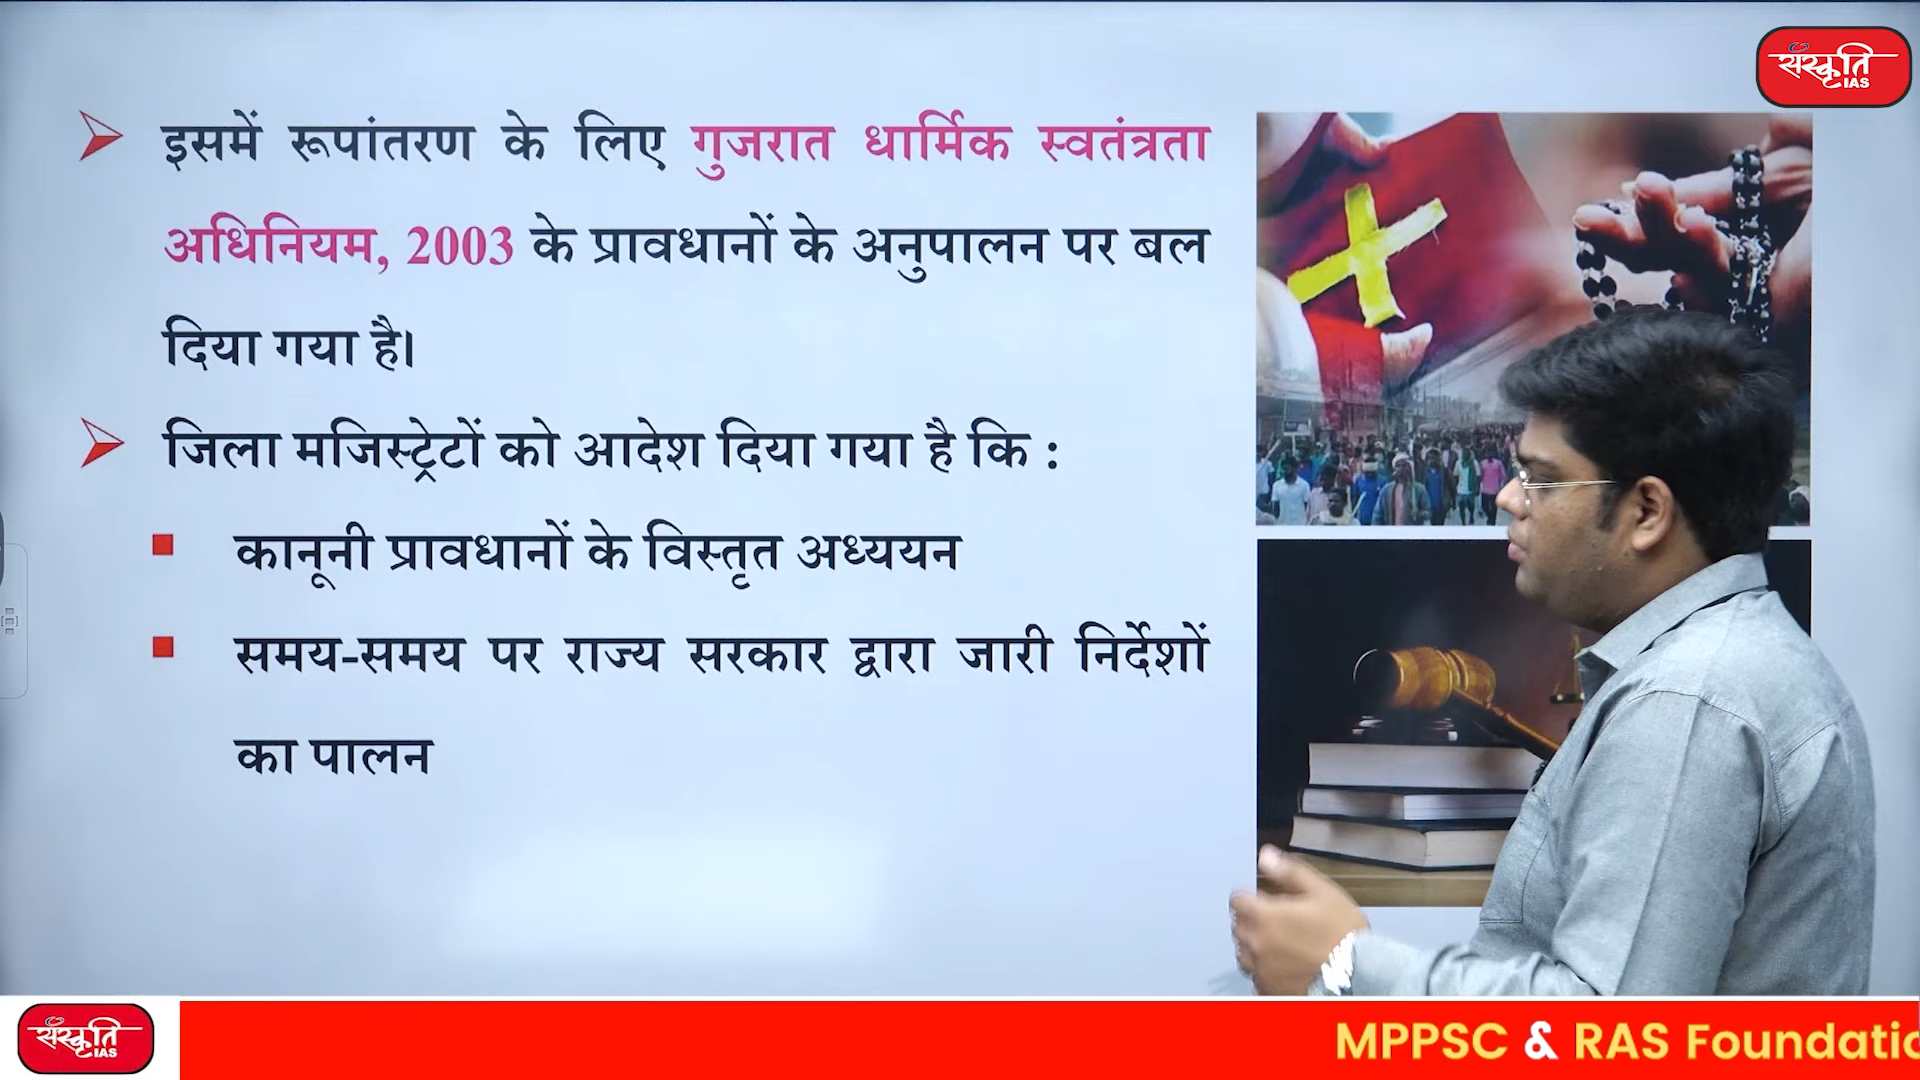 संस्कृति
IAS
इसमें रूपांतरण के लिए गुजरात धार्मिक स्वतंत्रता
अधिनियम, 2003 के प्रावधानों के अनुपालन पर बल
दिया गया है।
जिला मजिस्ट्रेटों को आदेश दिया गया है कि :
कानूनी प्रावधानों के विस्तृत अध्ययन
समय-समय पर राज्य सरकार द्वारा जारी निर्देशों
का पालन
संस्कृति
IAS
MPPSC & RAS Foundatic